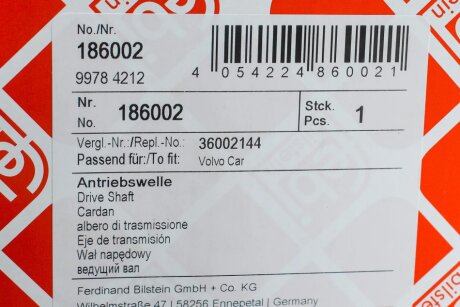 No./Nr.
186002
9978 4212
4 054224 860021
Nr.
No. 186002
Stck.
Pcs. 1
Vergl.-Nr.:/Repl.-No.: 36002144
Passend für:/To fit: Volvo Car
Antriebswelle
Drive Shaft
Cardan
albero di trasmissione
Eje de transmisión
Wał napędowy
ведущий вал
Ferdinand Bilstein GmbH + Co. KG
Wilhelmstraße 47 | 58256 Ennepetal | Germany